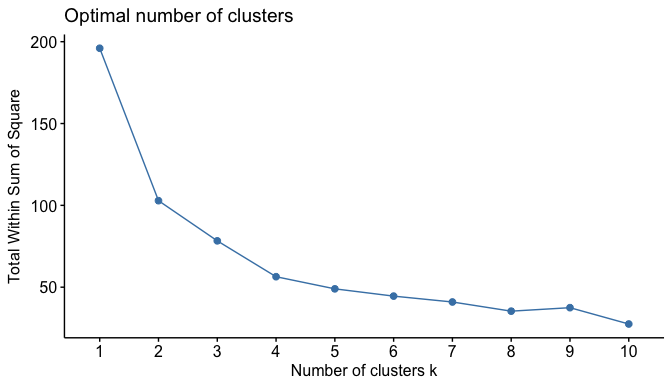 Optimal number of clusters
200
150
100
50
Total Within Sum of Square
1 2 3 4 5 6 7 8 9 10
Number of clusters k